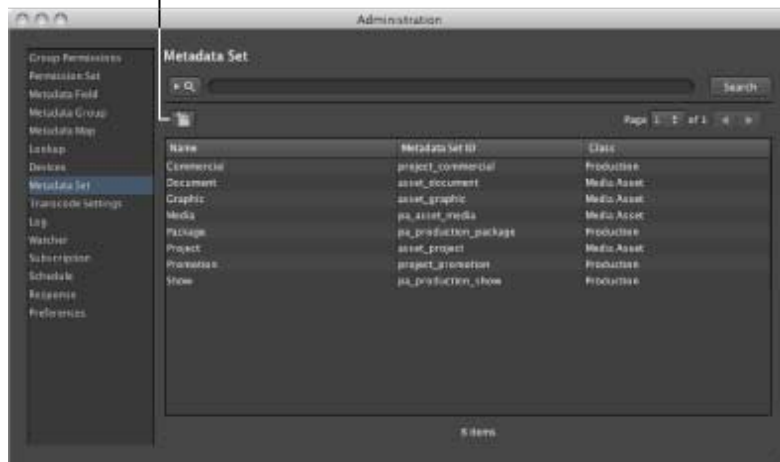 Administration
Group Permissions
Permission Set
Metadata Field
Metadata Group
Metadata Map
Lookup
Devices
Metadata Set
Transcode Settings
Log
Watcher
Subscription
Schedule
Response
Preferences
Metadata Set
Search
Page 1 of 1
Name Metadata Set ID Class
Commercial project_commercial Production
Document asset_document Media Asset
Graphic asset_graphic Media Asset
Media pa_asset_media Media Asset
Package pa_production_package Production
Project asset_project Media Asset
Promotion project_promotion Production
Show pa_production_show Production
8 items